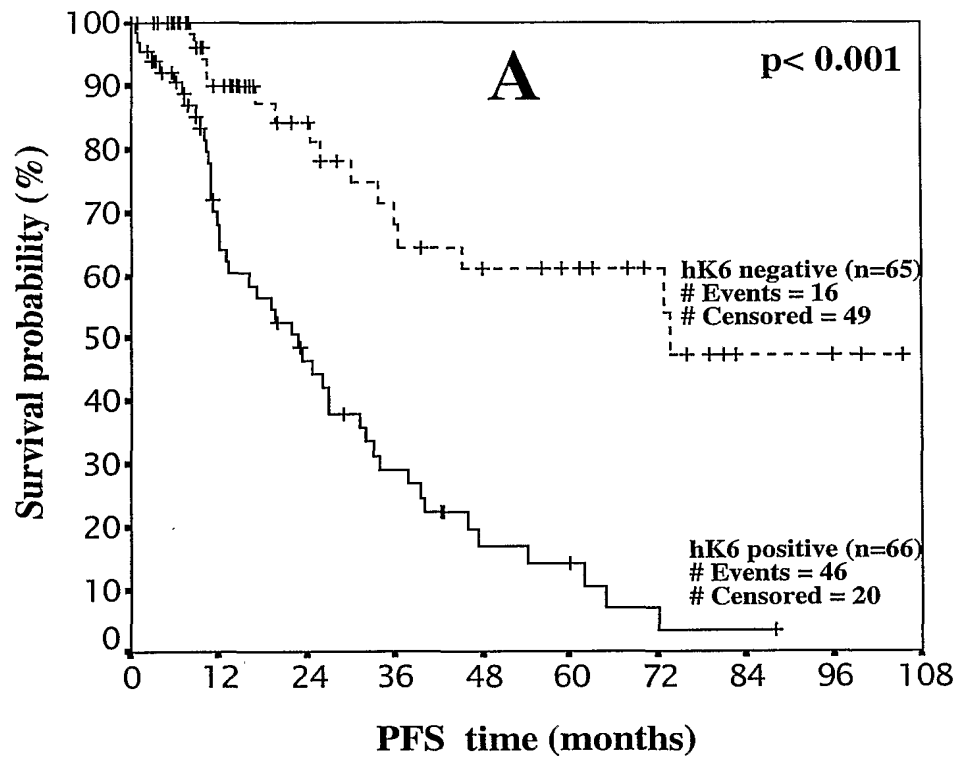 A
p< 0.001
Survival probability (%)
100
90
80
70
60
50
40
30
20
10
0
hK6 negative (n=65)
# Events = 16
# Censored = 49
hK6 positive (n=66)
# Events = 46
# Censored = 20
0 12 24 36 48 60 72 84 96 108
PFS time (months)